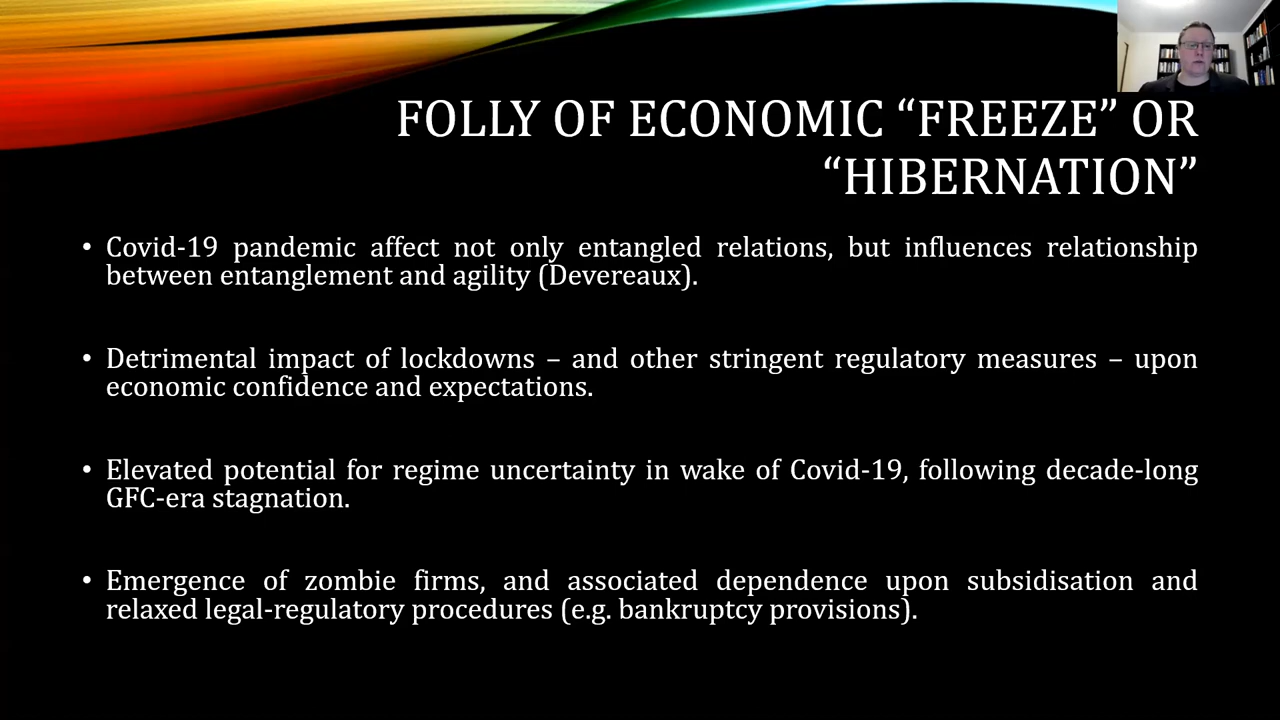 FOLLY OF ECONOMIC “FREEZE” OR
“HIBERNATION”
• Covid-19 pandemic affect not only entangled relations, but influences relationship
between entanglement and agility (Devereaux).
• Detrimental impact of lockdowns – and other stringent regulatory measures – upon
economic confidence and expectations.
• Elevated potential for regime uncertainty in wake of Covid-19, following decade-long
GFC-era stagnation.
• Emergence of zombie firms, and associated dependence upon subsidisation and
relaxed legal-regulatory procedures (e.g. bankruptcy provisions).